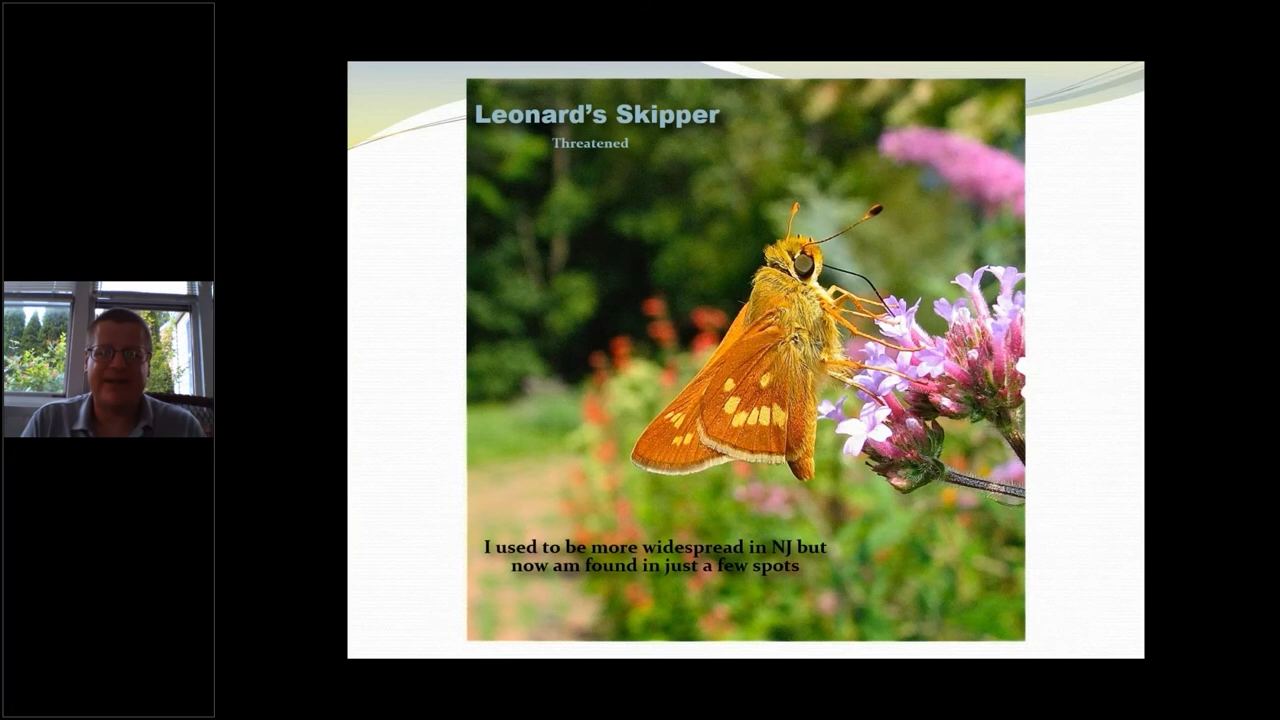 Leonard’s Skipper
Threatened
I used to be more widespread in NJ but
now am found in just a few spots